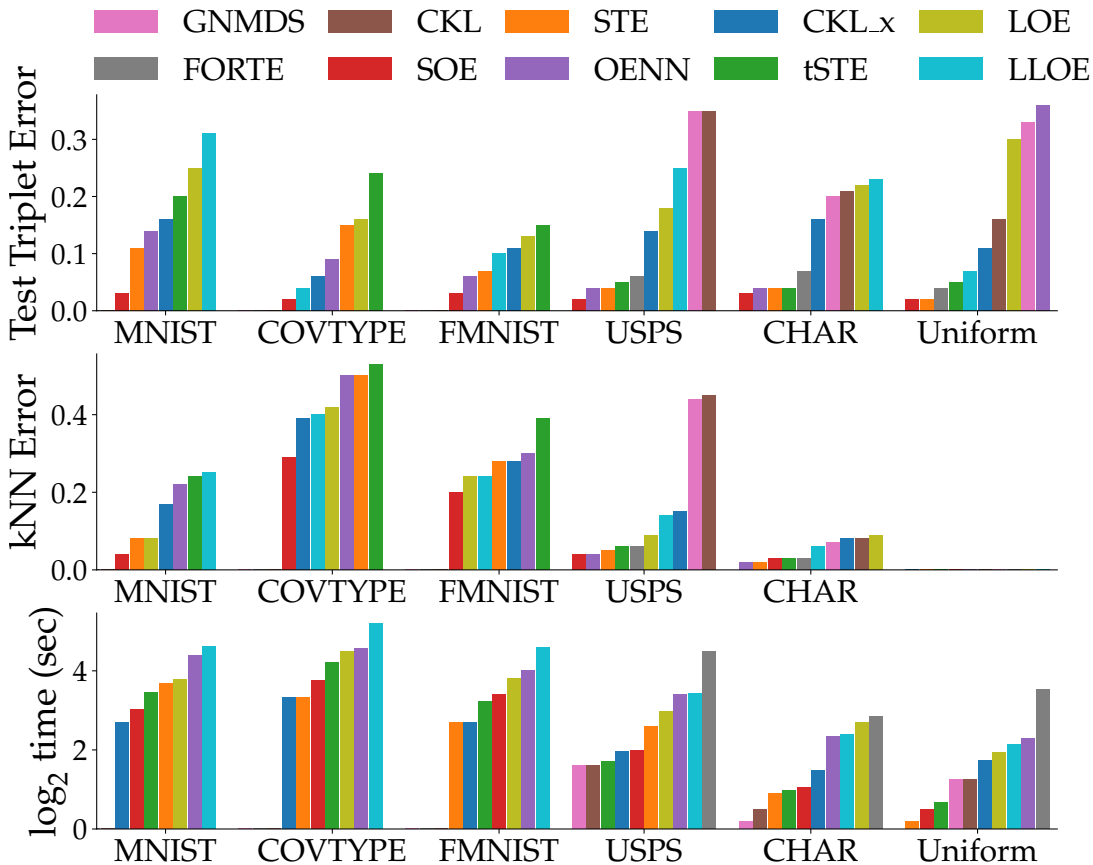 GNMDS CKL STE CKL_x LOE
FORTE SOE OENN tSTE LLOE
Test Triplet Error
0.3
0.2
0.1
0.0
MNIST COVTYPE FMNIST USPS CHAR Uniform
kNN Error
0.4
0.2
0.0
MNIST COVTYPE FMNIST USPS CHAR
log₂ time (sec)
4
2
0
MNIST COVTYPE FMNIST USPS CHAR Uniform